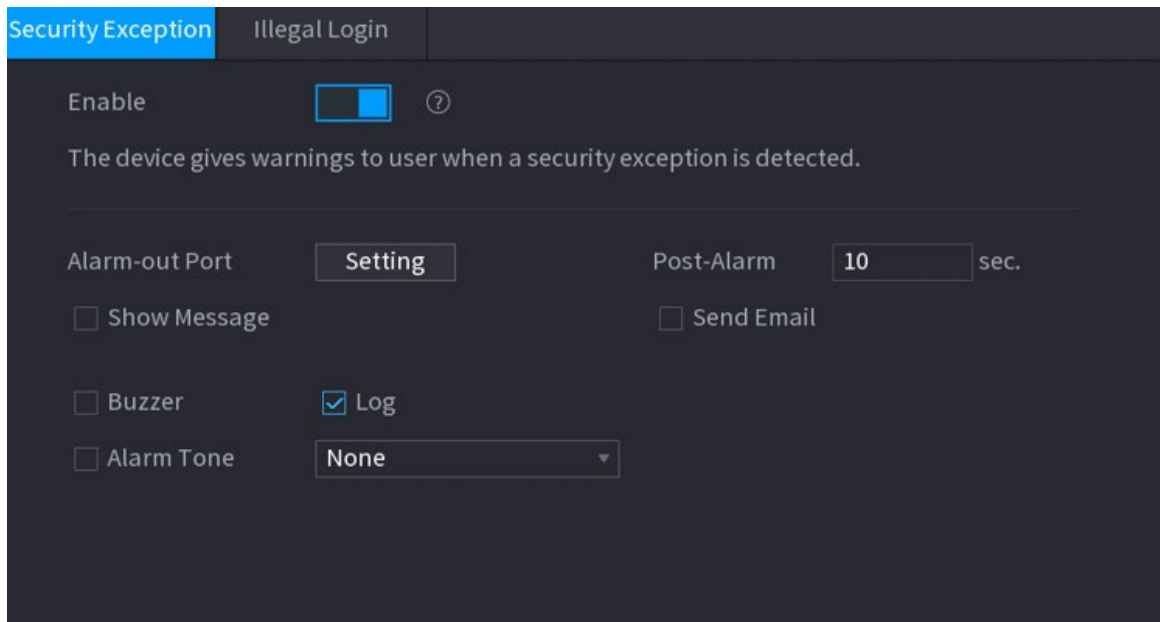 Security Exception Illegal Login
Enable ?
The device gives warnings to user when a security exception is detected.
Alarm-out Port Setting Post-Alarm 10 sec.
Show Message Send Email
Buzzer Log
Alarm Tone None